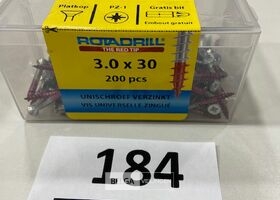 Platkop
PZ-1
Gratis bit
Embout gratuit
ROTADRILL
THE RED TIP
3.0 x 30
200 pcs
UNISCHROEF VERZINKT
VIS UNIVERSELLE ZINGUÉ
184